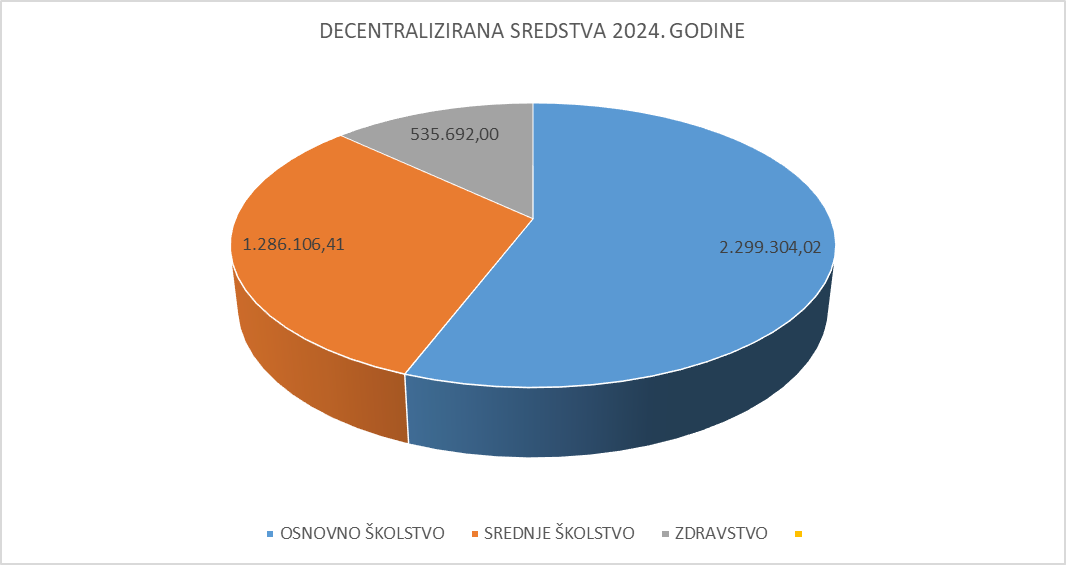 DECENTRALIZIRANA SREDSTVA 2024. GODINE
535.692,00
1.286.106,41
2.299.304,02
OSNOVNO ŠKOLSTVO SREDNJE ŠKOLSTVO ZDRAVSTVO